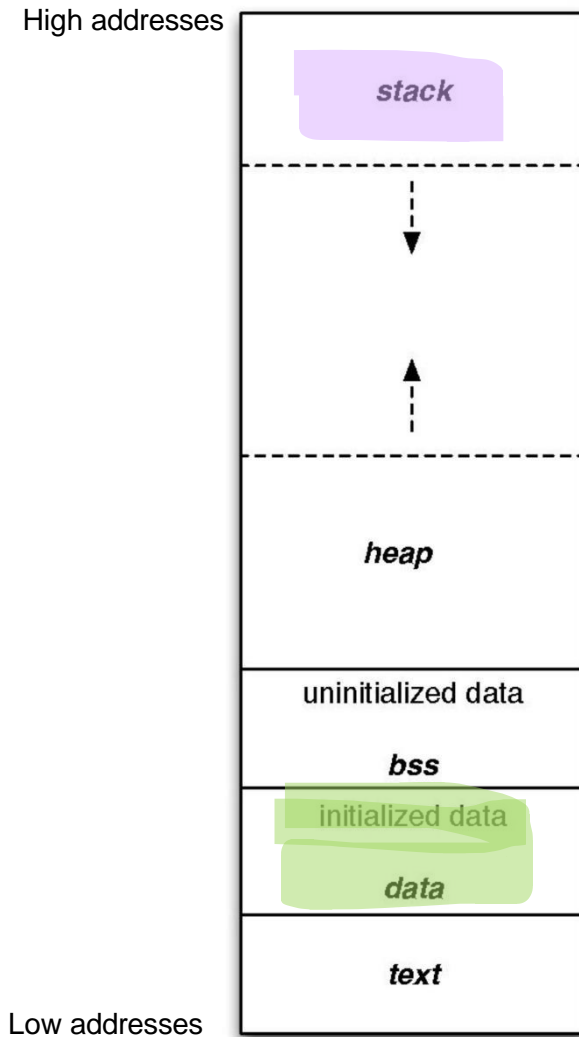 High addresses
stack
heap
uninitialized data
bss
initialized data
data
text
Low addresses